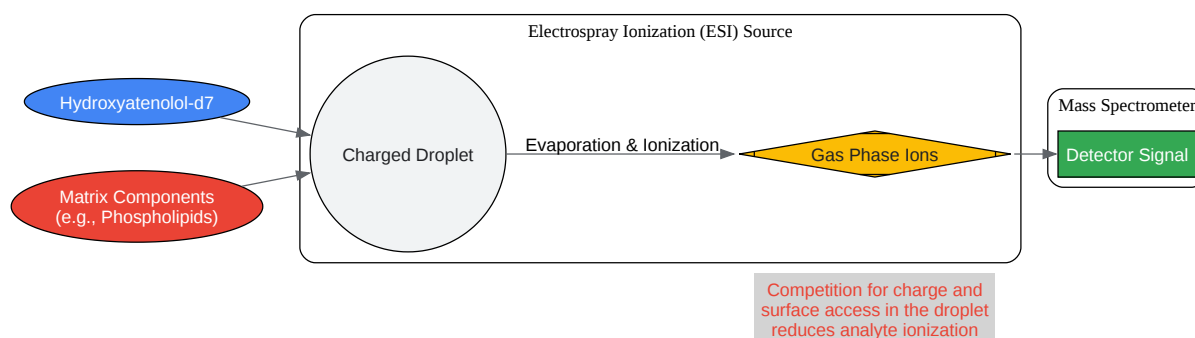 Electrospray Ionization (ESI) Source
Hydroxyatenolol-d7
Matrix Components
(e.g., Phospholipids)
Charged Droplet
Evaporation & Ionization
Gas Phase Ions
Mass Spectrometer
Detector Signal
Competition for charge and
surface access in the droplet
reduces analyte ionization